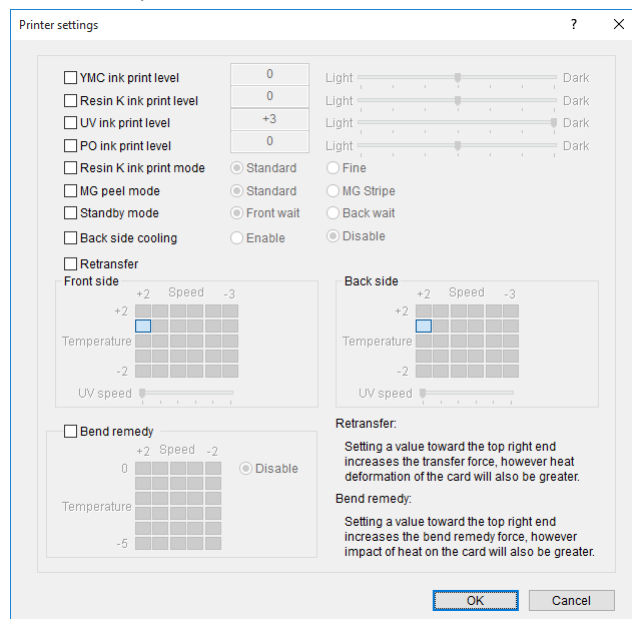 Printer settings ? ×
YMC ink print level 0 Light Dark
Resin K ink print level 0 Light Dark
UV ink print level +3 Light Dark
PO ink print level 0 Light Dark
Resin K ink print mode Standard Fine
MG peel mode Standard MG Stripe
Standby mode Front wait Back wait
Back side cooling Enable Disable
Retransfer
Front side
+2 Speed -3
+2
Temperature
-2
UV speed
Back side
+2 Speed -3
+2
Temperature
-2
UV speed
Bend remedy
+2 Speed -2
0 Disable
Temperature
-5
Retransfer:
Setting a value toward the top right end
increases the transfer force, however heat
deformation of the card will also be greater.
Bend remedy:
Setting a value toward the top right end
increases the bend remedy force, however
impact of heat on the card will also be greater.
OK Cancel